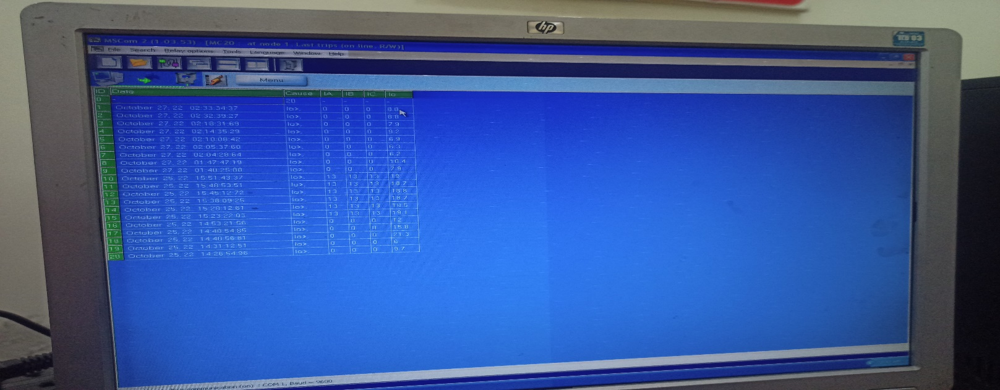 hp
MSCom 2 (1.03.53) [MC20 : at node 1. Last trips (on line, R/W)]
File Search Relay options Tools Language Window Help
Menu
ID Date Cause IA IB IC Io
0 - 20 - - - -
1 October 27, 22 02:33:34:37 Io>, 0 0 0 8.8
2 October 27, 22 02:32:39:27 Io>, 0 0 0 8.8
3 October 27, 22 02:18:31:69 Io>, 0 0 0 7.9
4 October 27, 22 02:14:35:29 Io>, 0 0 0 9.2
5 October 27, 22 02:10:08:42 Io>, 0 0 0 6.9
6 October 27, 22 02:05:37:60 Io>, 0 0 0 6.3
7 October 27, 22 02:04:28:64 Io>, 0 0 0 6.2
8 October 27, 22 01:47:47:19 Io>, 0 0 0 10.4
9 October 27, 22 01:40:25:00 Io>, 0 0 0 7.9
10 October 25, 22 15:51:43:37 Io>, 13 13 13 19
11 October 25, 22 15:48:53:51 Io>, 13 13 13 18.7
12 October 25, 22 15:45:12:72 Io>, 13 13 13 18.8
13 October 25, 22 15:38:09:25 Io>, 13 13 13 18.7
14 October 25, 22 15:28:12:61 Io>, 13 13 13 18.5
15 October 25, 22 15:23:22:03 Io>, 13 13 13 19.1
16 October 25, 22 14:53:21:56 Io>, 0 0 0 12
17 October 25, 22 14:48:54:85 Io>, 0 0 0 15.8
18 October 25, 22 14:40:56:81 Io>, 0 0 0 21.3
19 October 25, 22 14:31:12:51 Io>, 0 0 0 6
20 October 25, 22 14:26:54:96 Io>, 0 0 0 9.7
communication (on) : COM1, Baud = 9600